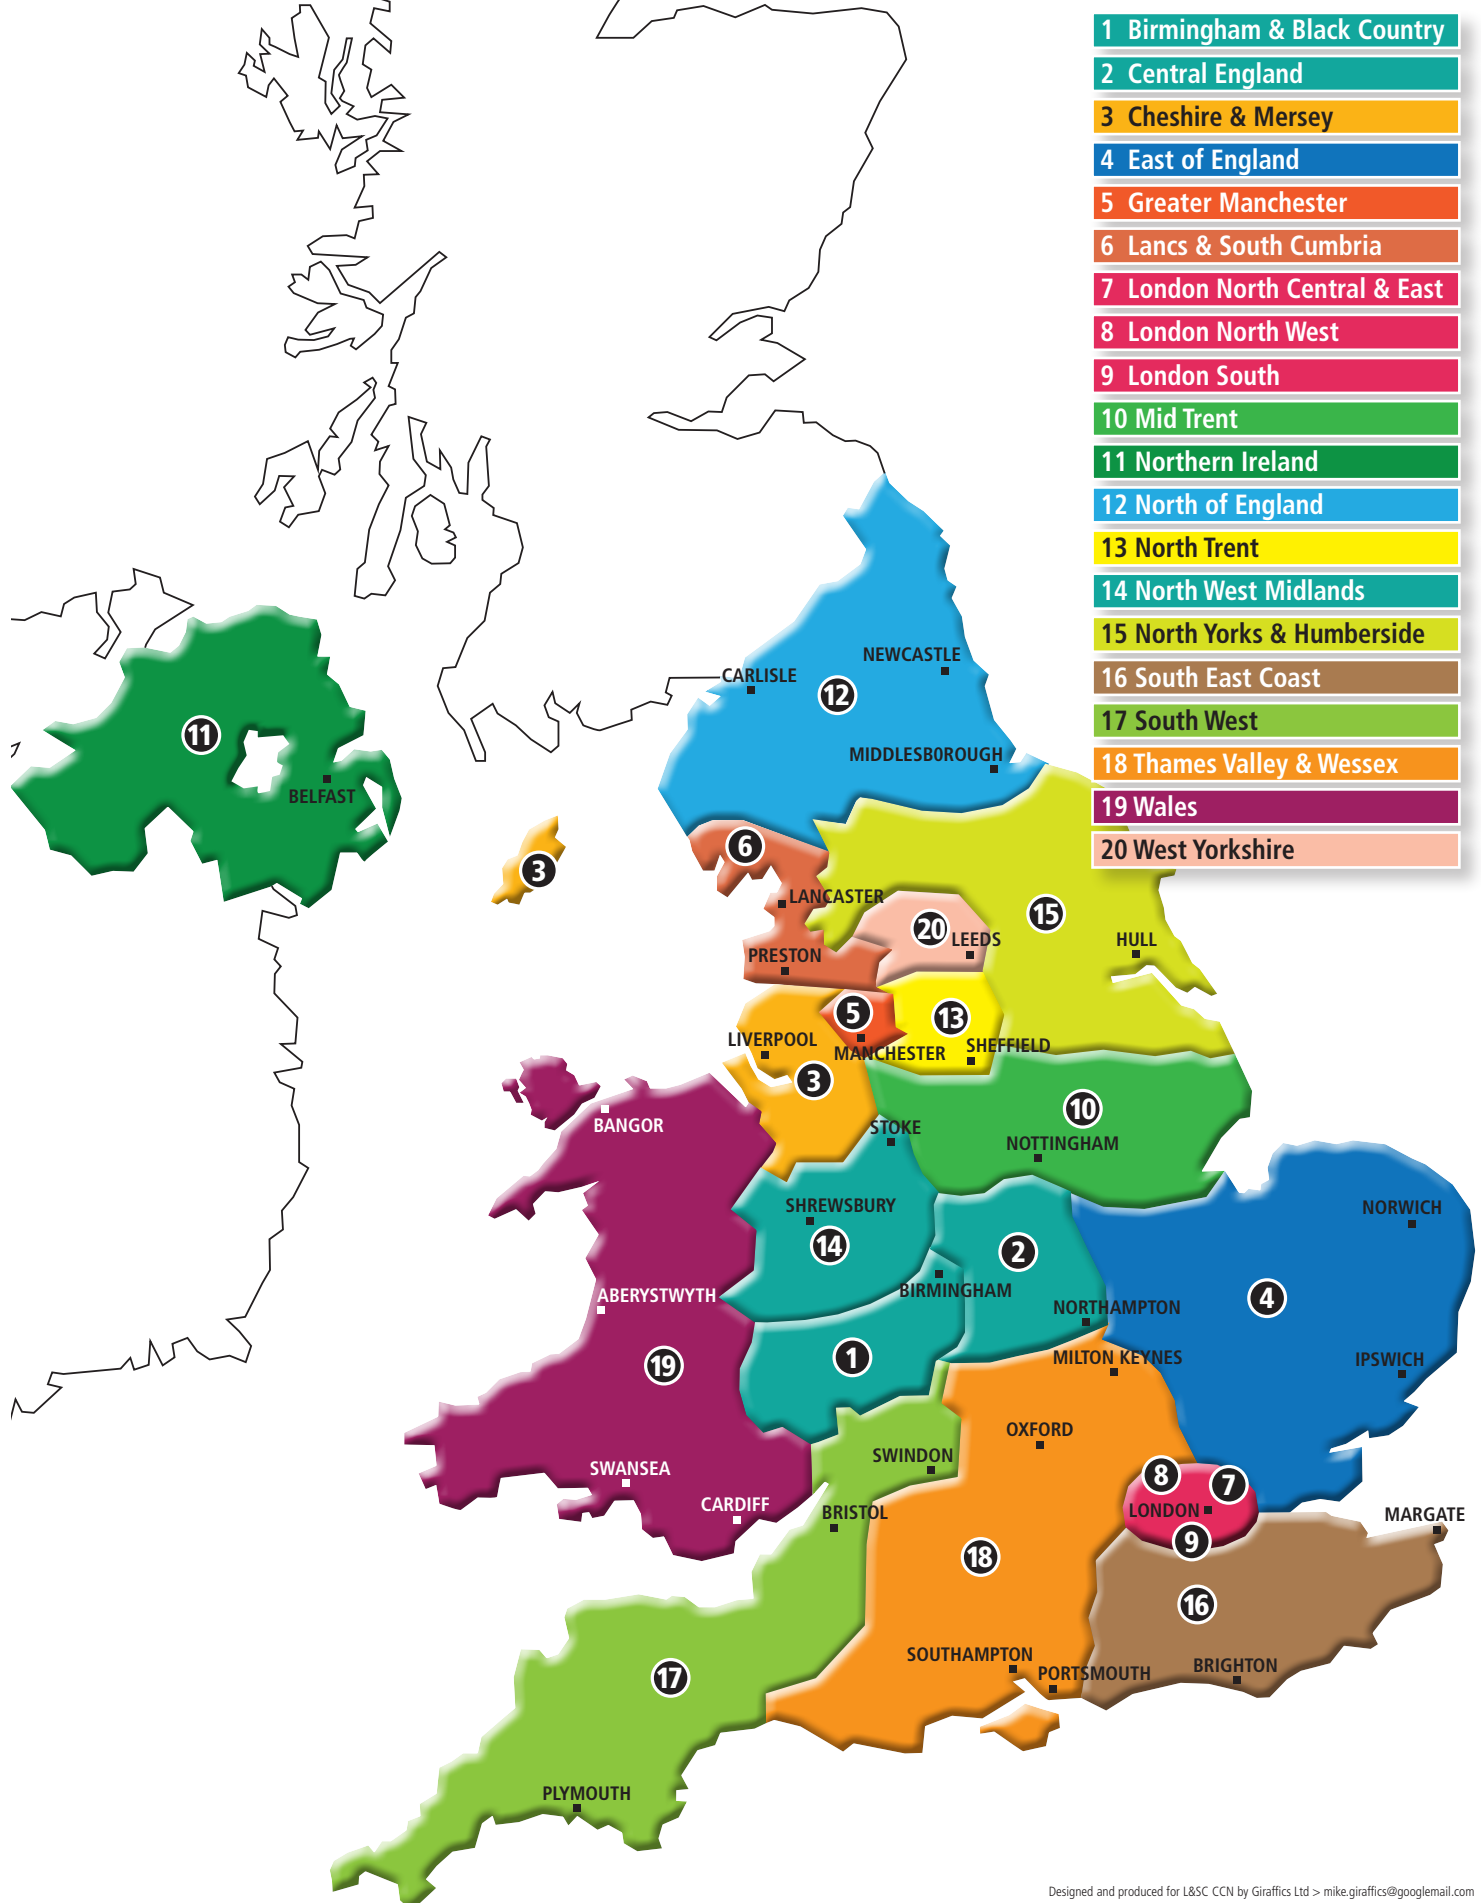 1 Birmingham & Black Country
2 Central England
3 Cheshire & Mersey
4 East of England
5 Greater Manchester
6 Lancs & South Cumbria
7 London North Central & East
8 London North West
9 London South
10 Mid Trent
11 Northern Ireland
12 North of England
13 North Trent
14 North West Midlands
15 North Yorks & Humberside
16 South East Coast
17 South West
18 Thames Valley & Wessex
19 Wales
20 West Yorkshire
NEWCASTLE
CARLISLE
12
11
MIDDLESBOROUGH
BELFAST
6
3
LANCASTER
20
15
LEEDS
HULL
PRESTON
5
13
LIVERPOOL
MANCHESTER
SHEFFIELD
3
10
BANGOR
STOKE
NOTTINGHAM
SHREWSBURY
NORWICH
14
2
BIRMINGHAM
ABERYSTWYTH
4
NORTHAMPTON
19
1
MILTON KEYNES
IPSWICH
OXFORD
SWINDON
SWANSEA
8
7
CARDIFF
BRISTOL
LONDON
MARGATE
9
18
16
SOUTHAMPTON
PORTSMOUTH
BRIGHTON
17
PLYMOUTH
Designed and produced for L&SC CCN by Giraffics Ltd > mike.giraffics@googlemail.com